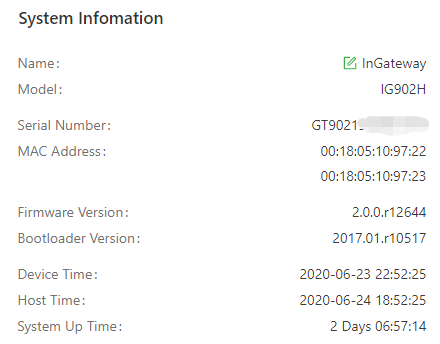 System Infomation
Name: InGateway
Model: IG902H
Serial Number:
MAC Address: 00:18:05:10:97:22
00:18:05:10:97:23
Firmware Version: 2.0.0.r12644
Bootloader Version: 2017.01.r10517
Device Time: 2020-06-23 22:52:25
Host Time: 2020-06-24 18:52:25
System Up Time: 2 Days 06:57:14